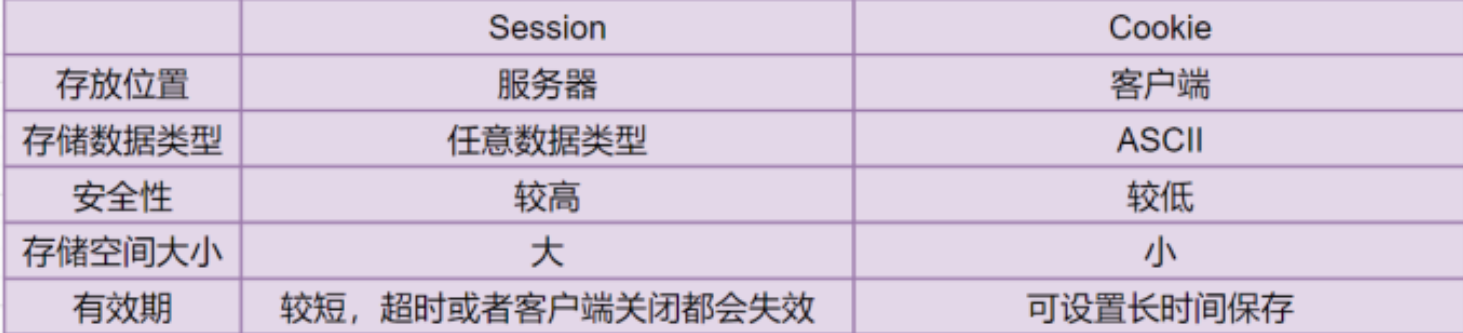 Session Cookie
存放位置 服务器 客户端
存储数据类型 任意数据类型 ASCII
安全性 较高 较低
存储空间大小 大 小
有效期 较短，超时或者客户端关闭都会失效 可设置长时间保存